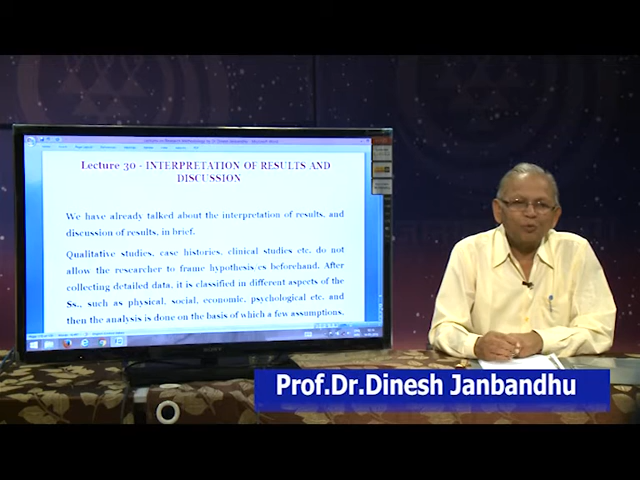 Lecture 30 - INTERPRETATION OF RESULTS AND
DISCUSSION
We have already talked about the interpretation of results, and
discussion of results, in brief.
Qualitative studies, case histories, clinical studies etc, do not
allow the researcher to frame hypothesis/es beforehand. After
collecting detailed data, it is classified in different aspects of the
Ss., such as physical, social, economic, psychological etc, and
then the analysis is done on the basis of which a few assumptions,
SONY
Prof.Dr.Dinesh Janbandhu